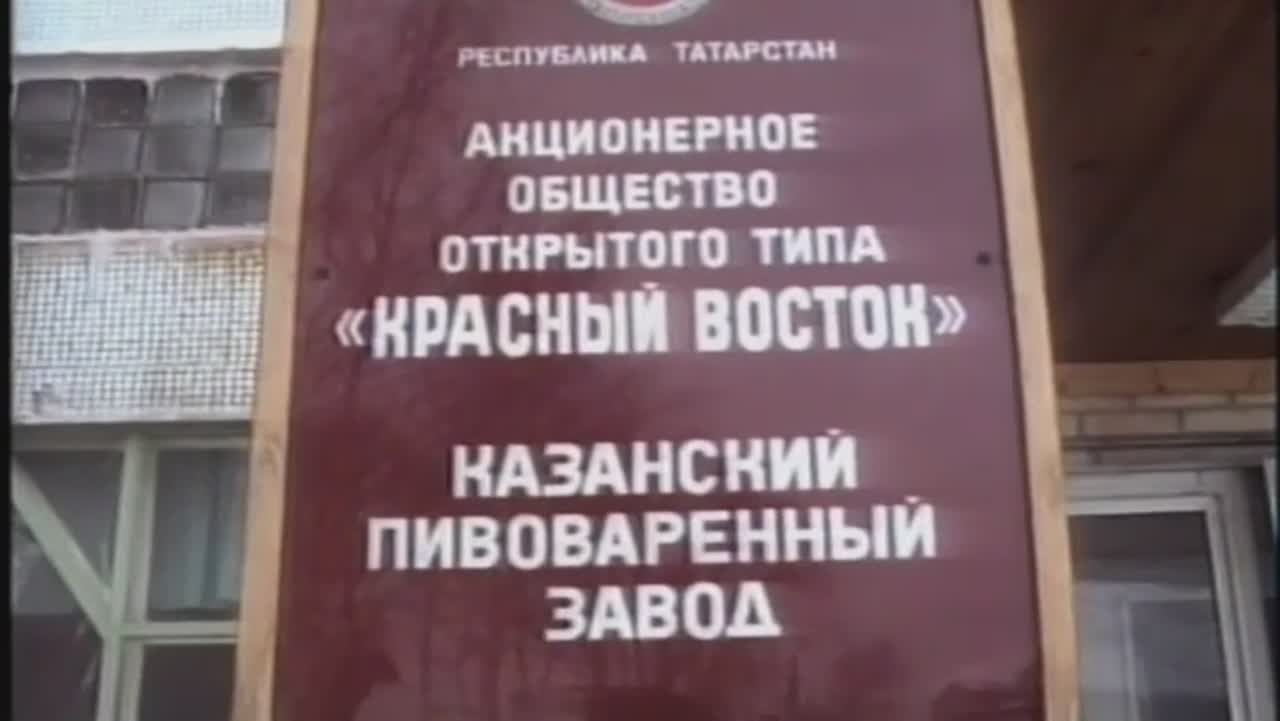 РЕСПУБЛИКА ТАТАРСТАН
АКЦИОНЕРНОЕ
ОБЩЕСТВО
ОТКРЫТОГО ТИПА
«КРАСНЫЙ ВОСТОК»
КАЗАНСКИЙ
ПИВОВАРЕННЫЙ
ЗАВОД